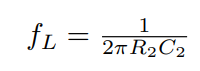 f_L = \frac{1}{2\pi R_2 C_2}